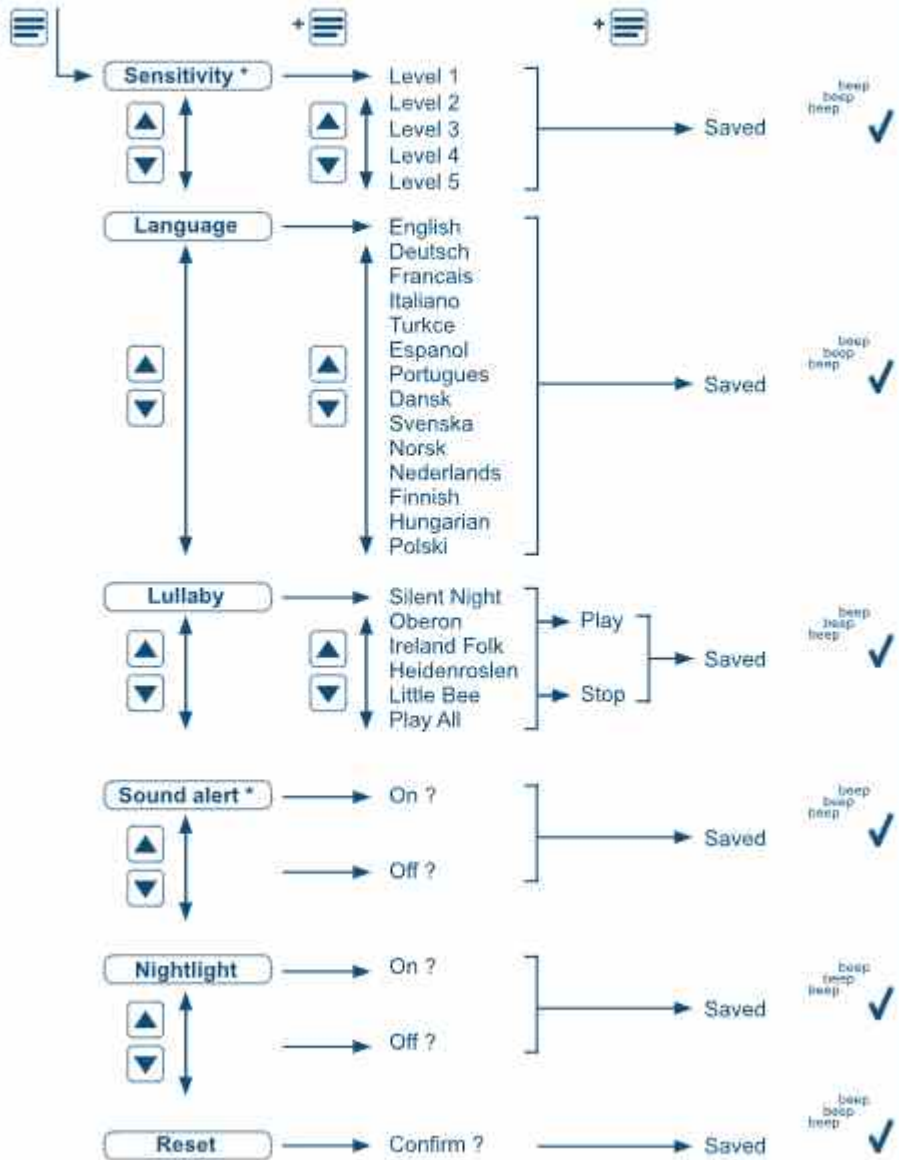 + +
Sensitivity *
Level 1
Level 2
Level 3
Level 4
Level 5
Saved
beep
beep
beep
Language
English
Deutsch
Francais
Italiano
Turkce
Espanol
Portugues
Dansk
Svenska
Norsk
Nederlands
Finnish
Hungarian
Polski
Saved
beep
beep
beep
Lullaby
Silent Night
Oberon
Ireland Folk
Heidenroslen
Little Bee
Play All
Play
Stop
Saved
beep
beep
beep
Sound alert *
On ?
Off ?
Saved
beep
beep
beep
Nightlight
On ?
Off ?
Saved
beep
beep
beep
Reset
Confirm ?
Saved
beep
beep
beep